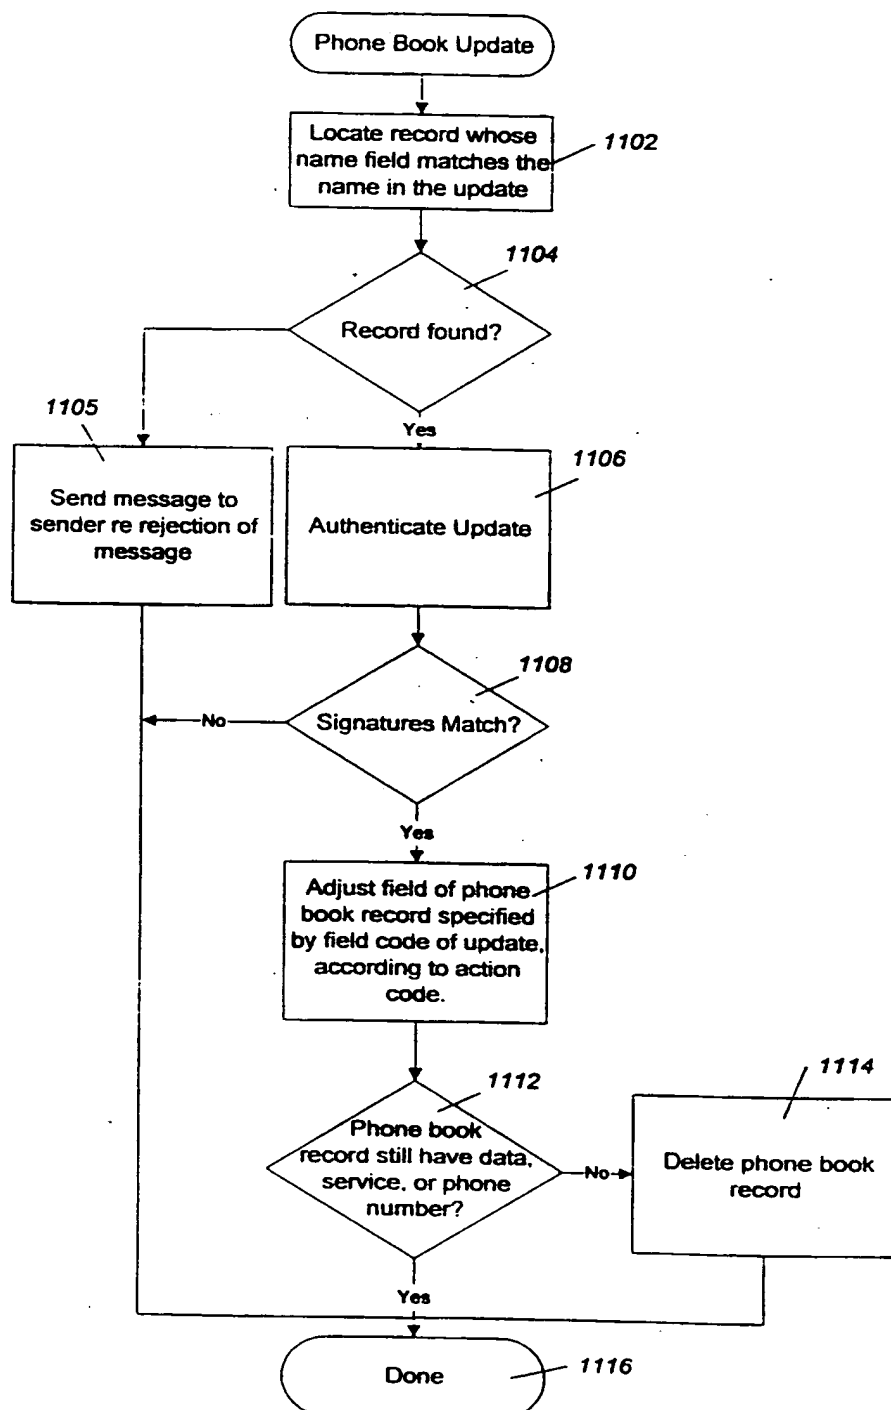 Phone Book Update
Locate record whose
name field matches the
name in the update
1102
1104
Record found?
1105
Yes
1106
Send message to
sender re rejection of
message
Authenticate Update
1108
No
Signatures Match?
Yes
1110
Adjust field of phone
book record specified
by field code of update,
according to action
code.
1112
1114
Phone book
record still have data,
service, or phone
number?
No
Delete phone book
record
Yes
Done
1116